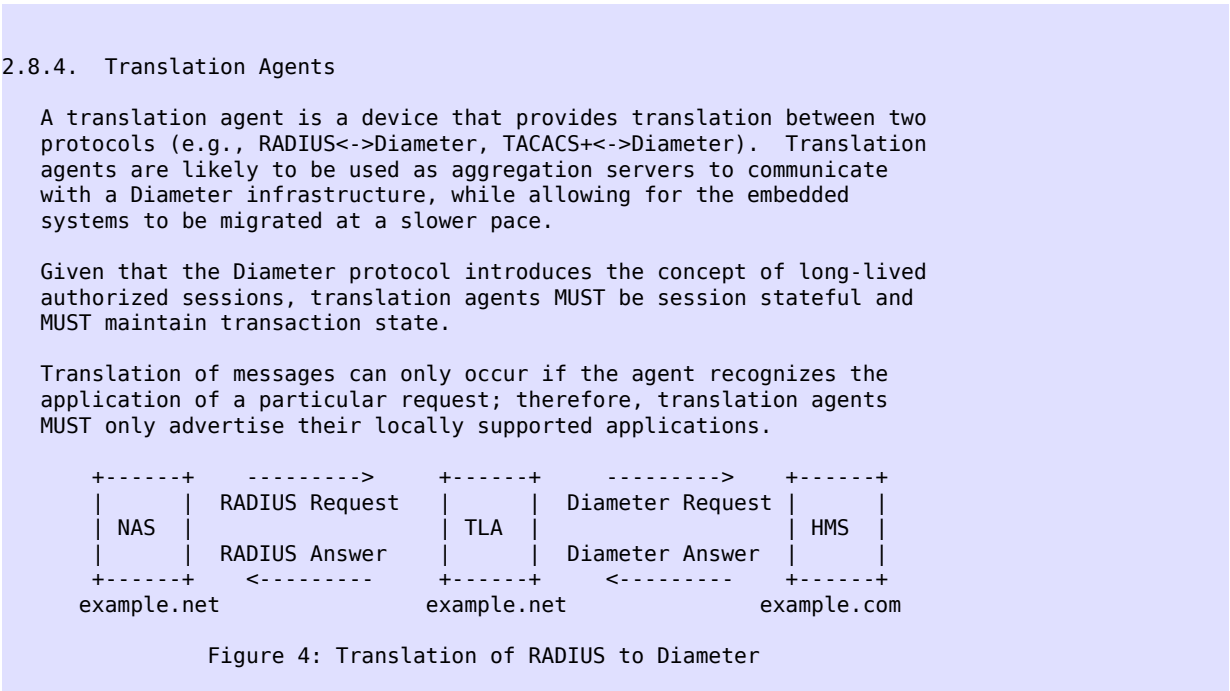 2.8.4.  Translation Agents
A translation agent is a device that provides translation between two
protocols (e.g., RADIUS<->Diameter, TACACS+<->Diameter).  Translation
agents are likely to be used as aggregation servers to communicate
with a Diameter infrastructure, while allowing for the embedded
systems to be migrated at a slower pace.
Given that the Diameter protocol introduces the concept of long-lived
authorized sessions, translation agents MUST be session stateful and
MUST maintain transaction state.
Translation of messages can only occur if the agent recognizes the
application of a particular request; therefore, translation agents
MUST only advertise their locally supported applications.
+------+    --------->     +------+     --------->    +------+
|      |  RADIUS Request   |      |  Diameter Request |      |
| NAS  |                   | TLA  |                   | HMS  |
|      |  RADIUS Answer    |      |  Diameter Answer  |      |
+------+    <---------     +------+     <---------    +------+
example.net                example.net               example.com
Figure 4: Translation of RADIUS to Diameter